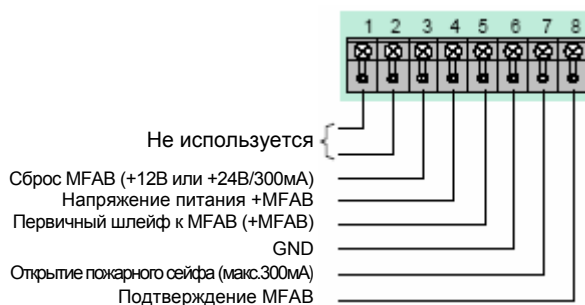 1 2 3 4 5 6 7 8
Не используется
Сброс MFAB (+12В или +24В/300мА)
Напряжение питания +MFAB
Первичный шлейф к MFAB (+MFAB)
GND
Открытие пожарного сейфа (макс.300мА)
Подтверждение MFAB